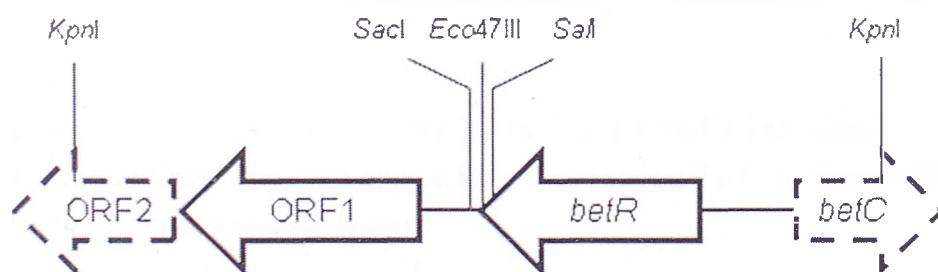 KpnI SacI Eco47III SalI KpnI
ORF2 ORF1 betR betC